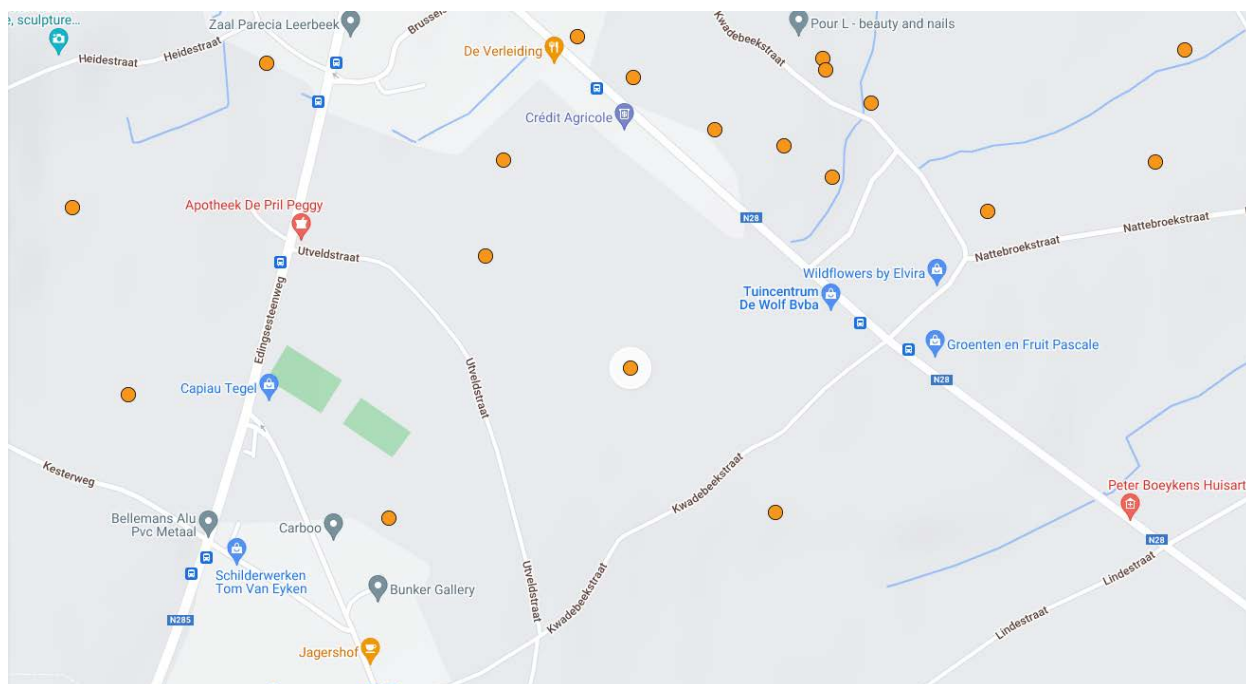 e, sculpture...
Zaal Parecia Leerbeek
Brussels
Pour L - beauty and nails
Kwadebeekstraat
De Verleiding
Heidestraat
Heidestraat
Crédit Agricole
Apotheek De Pril Peggy
N28
Nattebroekstraat
Nattebroekstraat
Utveldstraat
Edingsesteenweg
Wildflowers by Elvira
Tuincentrum
De Wolf Bvba
Groenten en Fruit Pascale
N28
Capiau Tegel
Utveldstraat
Kesterweg
Kwadebeekstraat
Peter Boeykens Huisart
Bellemans Alu
Pvc Metaal
Carboo
N28
Schilderwerken
Tom Van Eyken
Bunker Gallery
Utveldstraat
Kwadebeekstraat
Lindestraat
Lindestraat
N285
Jagershof